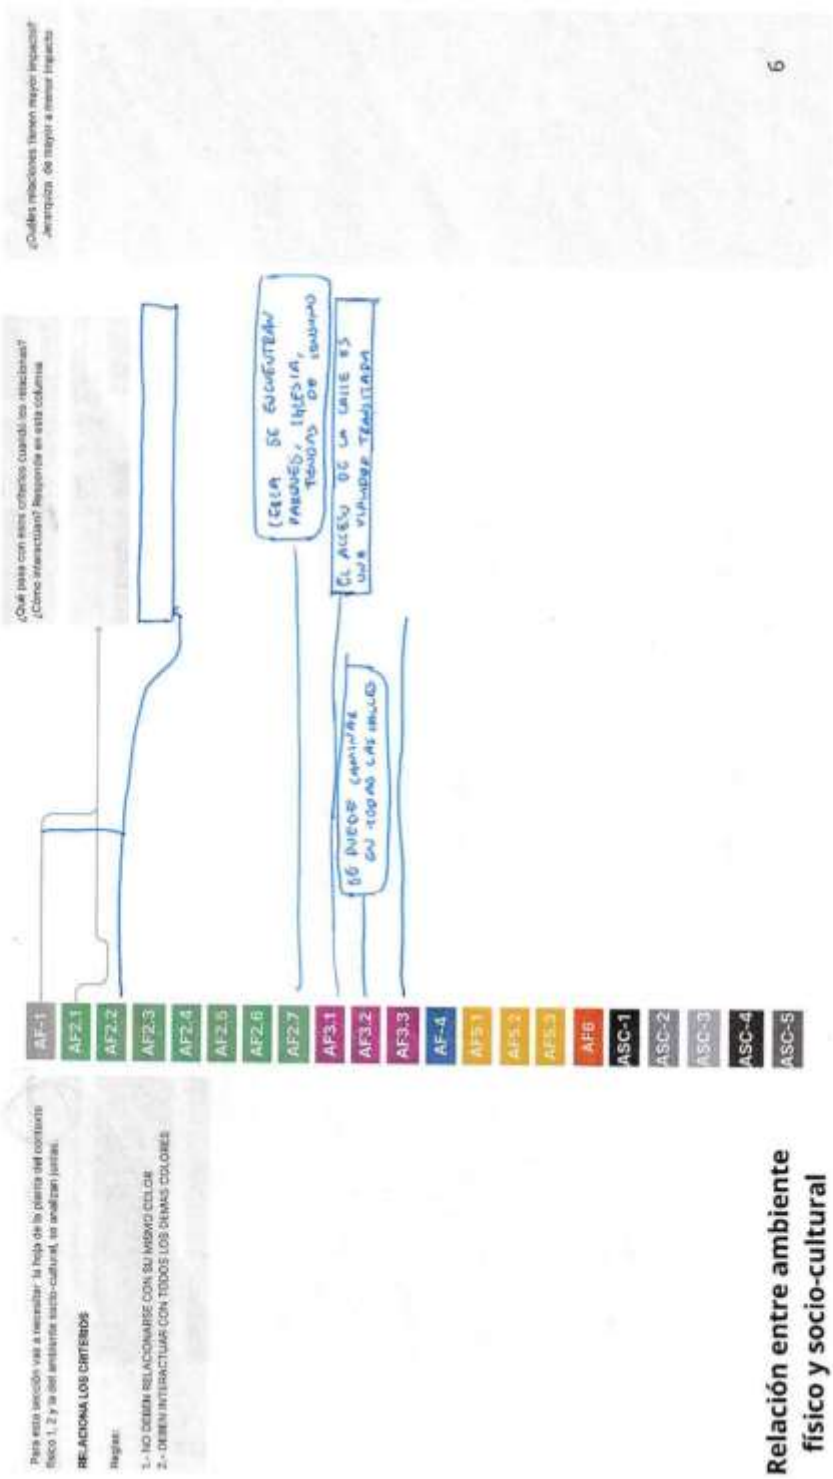 Para esta sección vas a necesitar la hoja de la planta del contexto
físico 1, 2 y la del ambiente socio-cultural, se analizan juntas.
RELACIONA LOS CRITERIOS
Reglas:
1.- NO DEBEN RELACIONARSE CON SU MISMO COLOR
2.- DEBEN INTERACTUAR CON TODOS LOS DEMAS COLORES
Relación entre ambiente
físico y socio-cultural
AF-1
AF2.1
AF2.2
AF2.3
AF2.4
AF2.5
AF2.6
AF2.7
AF3.1
AF3.2
AF3.3
AF-4
AF5.1
AF5.2
AF5.3
AF6
ASC-1
ASC-2
ASC-3
ASC-4
ASC-5
SE PUEDE CAMINAR
EN TODAS LAS CALLES
¿Qué pasa con esos criterios cuando los relacionas?
¿Cómo interactúan? Responde en esta columna
CERCA SE ENCUENTRAN
PARQUES, IGLESIA,
TIENDAS DE CONSUMO
EL ACCESO DE LA CALLE ES
UNA TRANSITADA
¿Cuáles relaciones tienen mayor impacto?
Jerarquiza de mayor a menor impacto
6